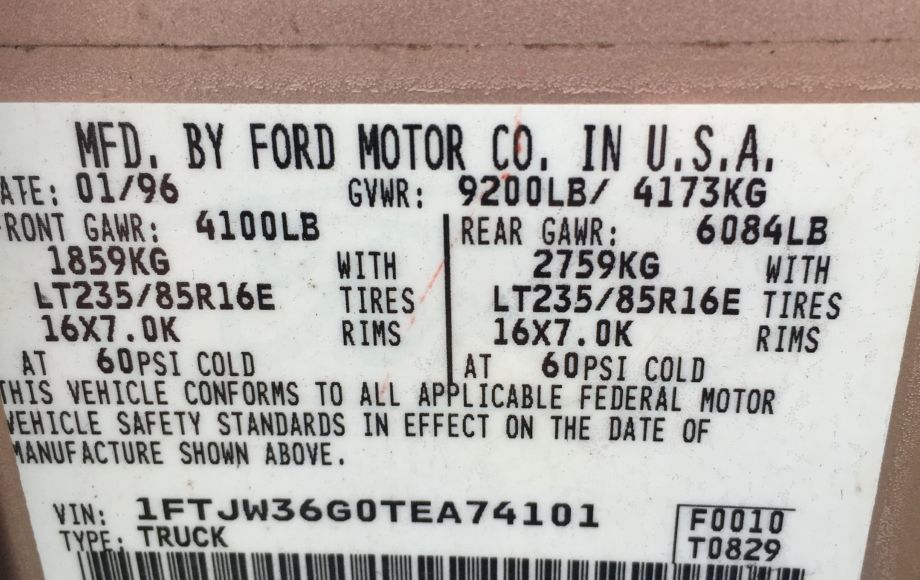 MFD. BY FORD MOTOR CO. IN U.S.A.
ATE: 01/96 GVWR: 9200LB/ 4173KG
RONT GAWR: 4100LB REAR GAWR: 6084LB
1859KG WITH 2759KG WITH
LT235/85R16E TIRES LT235/85R16E TIRES
16X7.0K RIMS 16X7.0K RIMS
AT 60PSI COLD AT 60PSI COLD
THIS VEHICLE CONFORMS TO ALL APPLICABLE FEDERAL MOTOR
VEHICLE SAFETY STANDARDS IN EFFECT ON THE DATE OF
MANUFACTURE SHOWN ABOVE.
VIN: 1FTJW36G0TEA74101 F0010
TYPE: TRUCK T0829